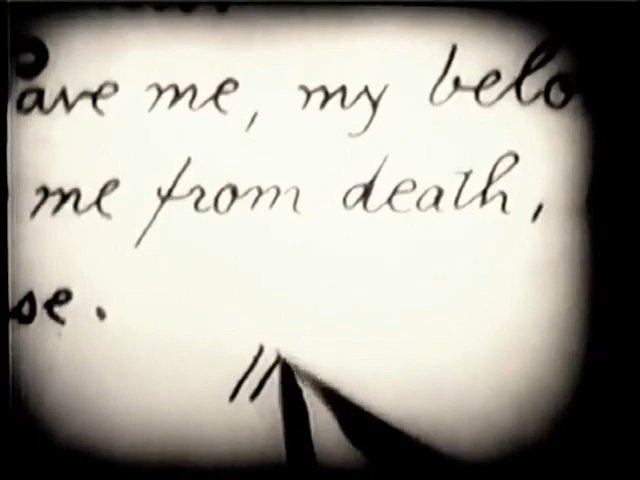 ave me, my belo
me from death,
se.
//